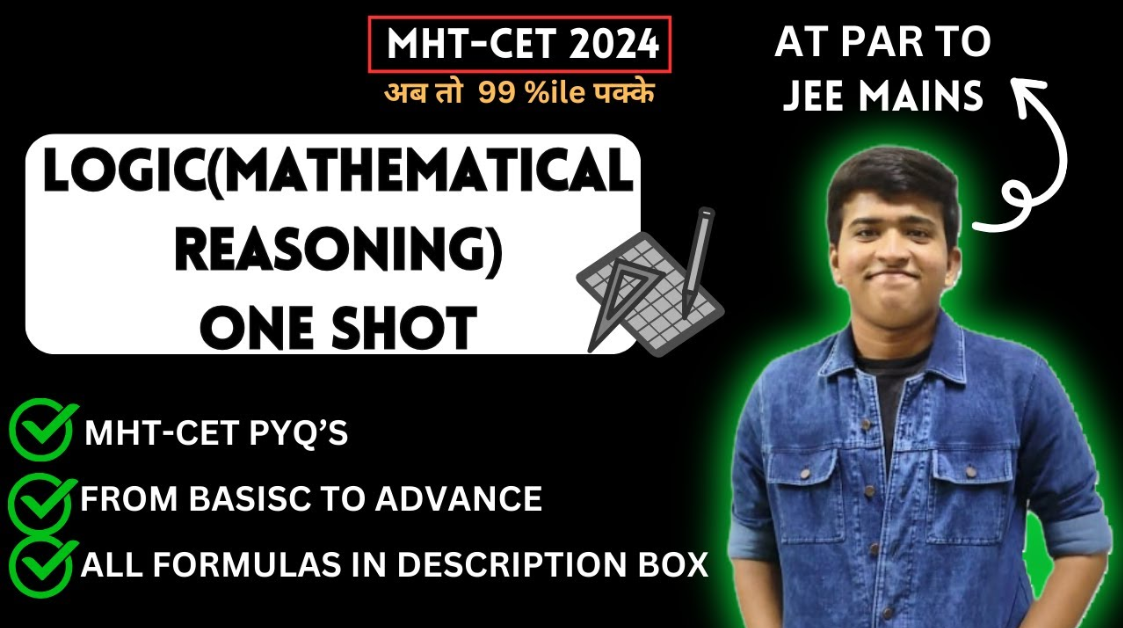 MHT-CET 2024
अब तो 99 %ile पक्के
AT PAR TO
JEE MAINS
LOGIC(MATHEMATICAL
REASONING)
ONE SHOT
MHT-CET PYQ'S
FROM BASISC TO ADVANCE
ALL FORMULAS IN DESCRIPTION BOX